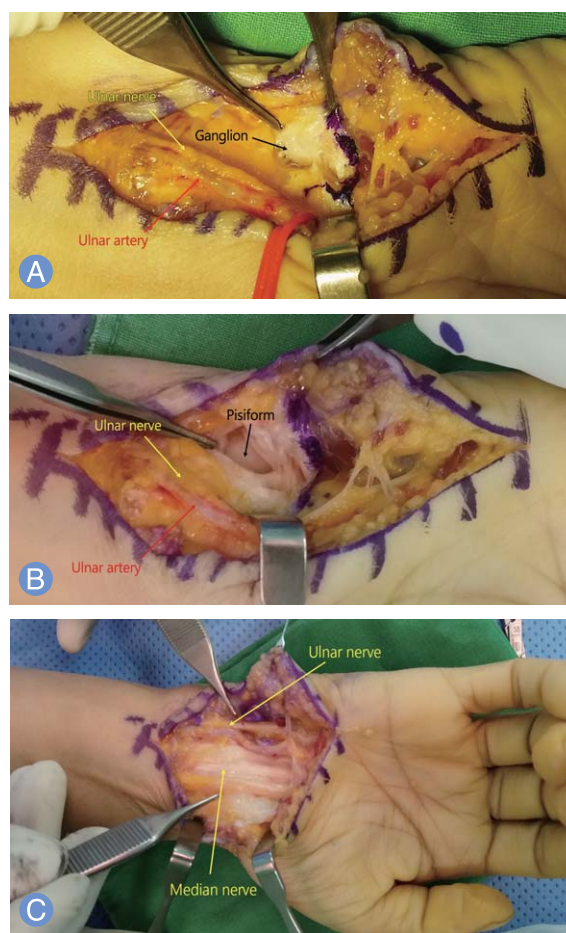 Ulnar nerve
Ganglion
Ulnar artery
A
Pisiform
Ulnar nerve
Ulnar artery
B
Ulnar nerve
Median nerve
C